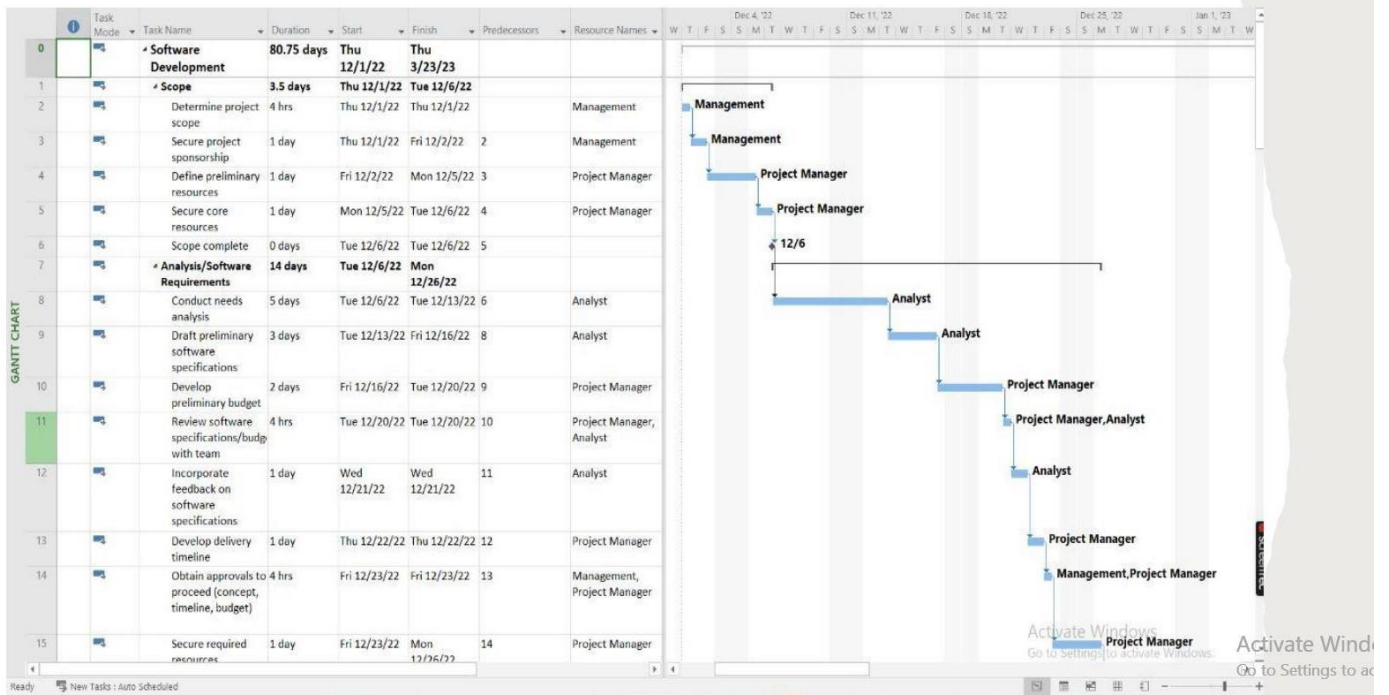 Dec 4, '22 Dec 11, '22 Dec 18, '22 Dec 25, '22 Jan 1, '23
Task Mode Task Name Duration Start Finish Predecessors Resource Names W T F S S M T W T F S S M T W T F S S M T W T F S S M T W T F S S M T W
0 Software Development 80.75 days Thu 12/1/22 Thu 3/23/23
1 Scope 3.5 days Thu 12/1/22 Tue 12/6/22
2 Determine project scope 4 hrs Thu 12/1/22 Thu 12/1/22 Management Management
3 Secure project sponsorship 1 day Thu 12/1/22 Fri 12/2/22 2 Management Management
4 Define preliminary resources 1 day Fri 12/2/22 Mon 12/5/22 3 Project Manager Project Manager
5 Secure core resources 1 day Mon 12/5/22 Tue 12/6/22 4 Project Manager Project Manager
6 Scope complete 0 days Tue 12/6/22 Tue 12/6/22 5 12/6
7 Analysis/Software Requirements 14 days Tue 12/6/22 Mon 12/26/22
8 Conduct needs analysis 5 days Tue 12/6/22 Tue 12/13/22 6 Analyst Analyst
9 Draft preliminary software specifications 3 days Tue 12/13/22 Fri 12/16/22 8 Analyst Analyst
10 Develop preliminary budget 2 days Fri 12/16/22 Tue 12/20/22 9 Project Manager Project Manager
11 Review software specifications/budg with team 4 hrs Tue 12/20/22 Tue 12/20/22 10 Project Manager, Analyst Project Manager,Analyst
12 Incorporate feedback on software specifications 1 day Wed 12/21/22 Wed 12/21/22 11 Analyst Analyst
13 Develop delivery timeline 1 day Thu 12/22/22 Thu 12/22/22 12 Project Manager Project Manager
14 Obtain approvals to proceed (concept, timeline, budget) 4 hrs Fri 12/23/22 Fri 12/23/22 13 Management, Project Manager Management,Project Manager
15 Secure required resources 1 day Fri 12/23/22 Mon 12/26/22 14 Project Manager Project Manager
GANTT CHART
Activate Windows
Go to Settings to activate Windows.
Activate Wind
Go to Settings to ac
Ready New Tasks : Auto Scheduled